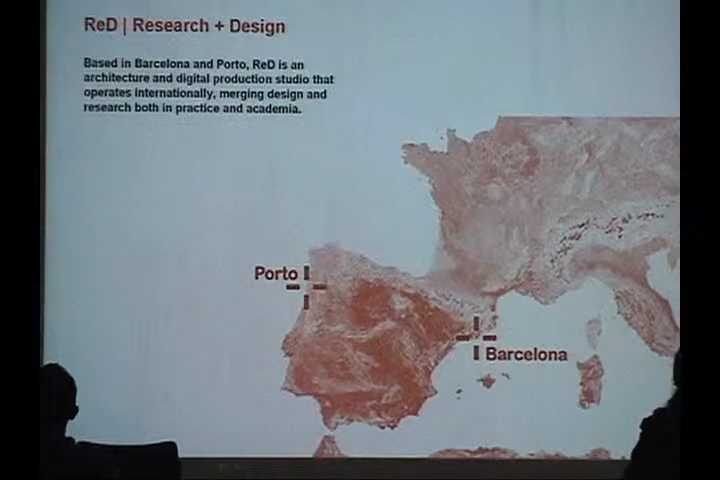 ReD | Research + Design
Based in Barcelona and Porto, ReD is an
architecture and digital production studio that
operates internationally, merging design and
research both in practice and academia.
Porto
Barcelona